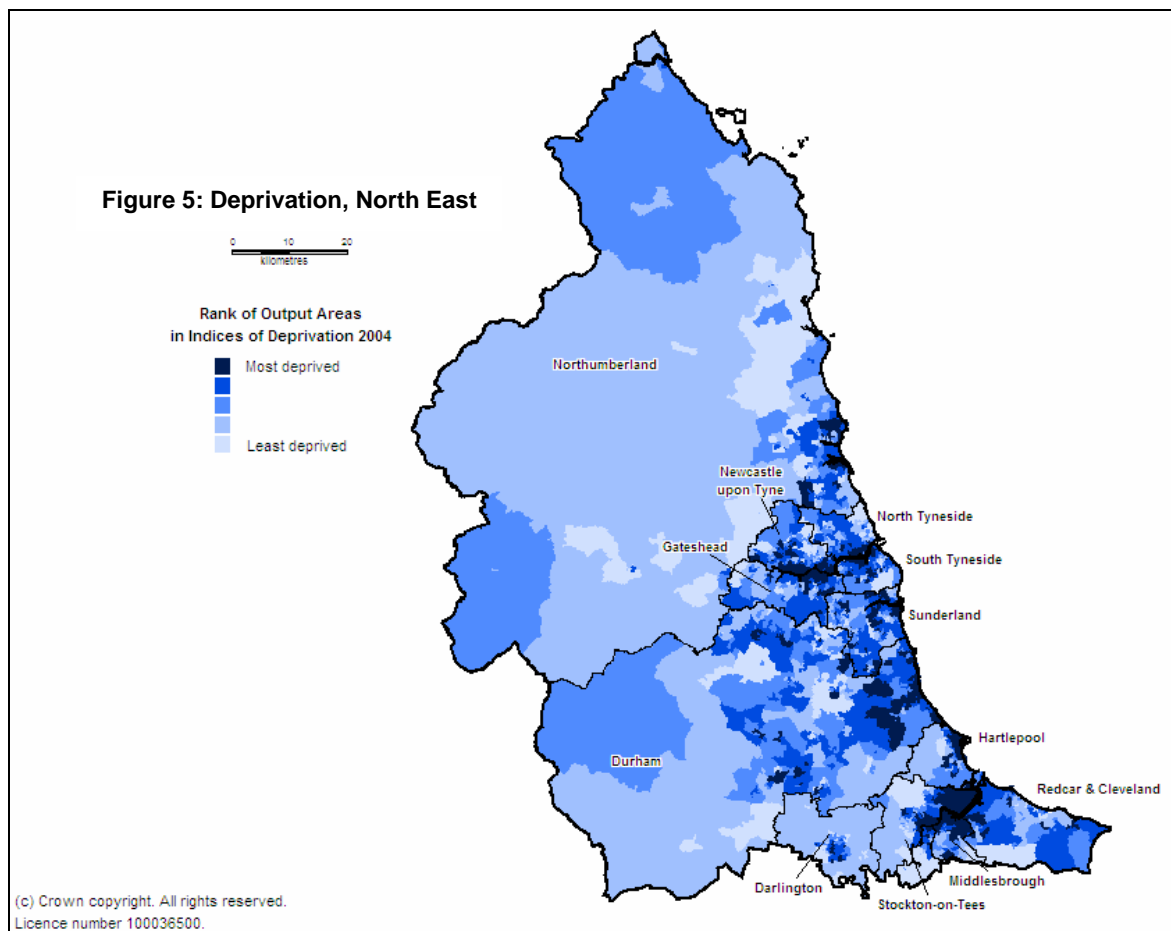 Figure 5: Deprivation, North East
0 10 20
kilometres
Rank of Output Areas
in Indices of Deprivation 2004
Most deprived
Least deprived
Northumberland
Newcastle
upon Tyne
North Tyneside
Gateshead
South Tyneside
Sunderland
Hartlepool
Durham
Redcar & Cleveland
Darlington
Middlesbrough
Stockton-on-Tees
(c) Crown copyright. All rights reserved.
Licence number 100036500.